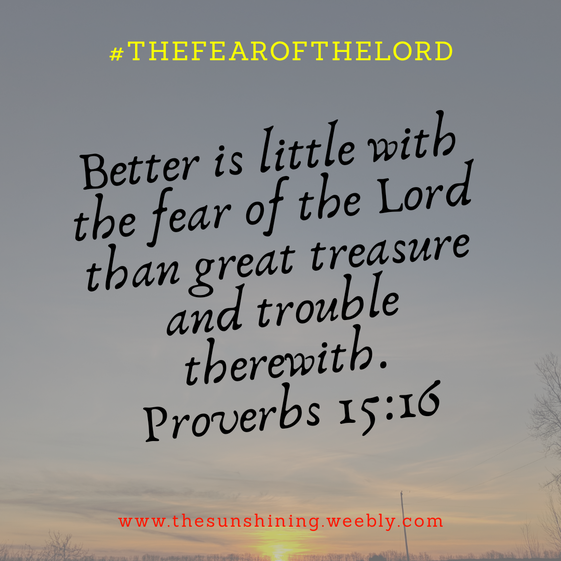 #THEFEAROFTHELORD
Better is little with
the fear of the Lord
than great treasure
and trouble
therewith.
Proverbs 15:16
www.thesunshining.weebly.com